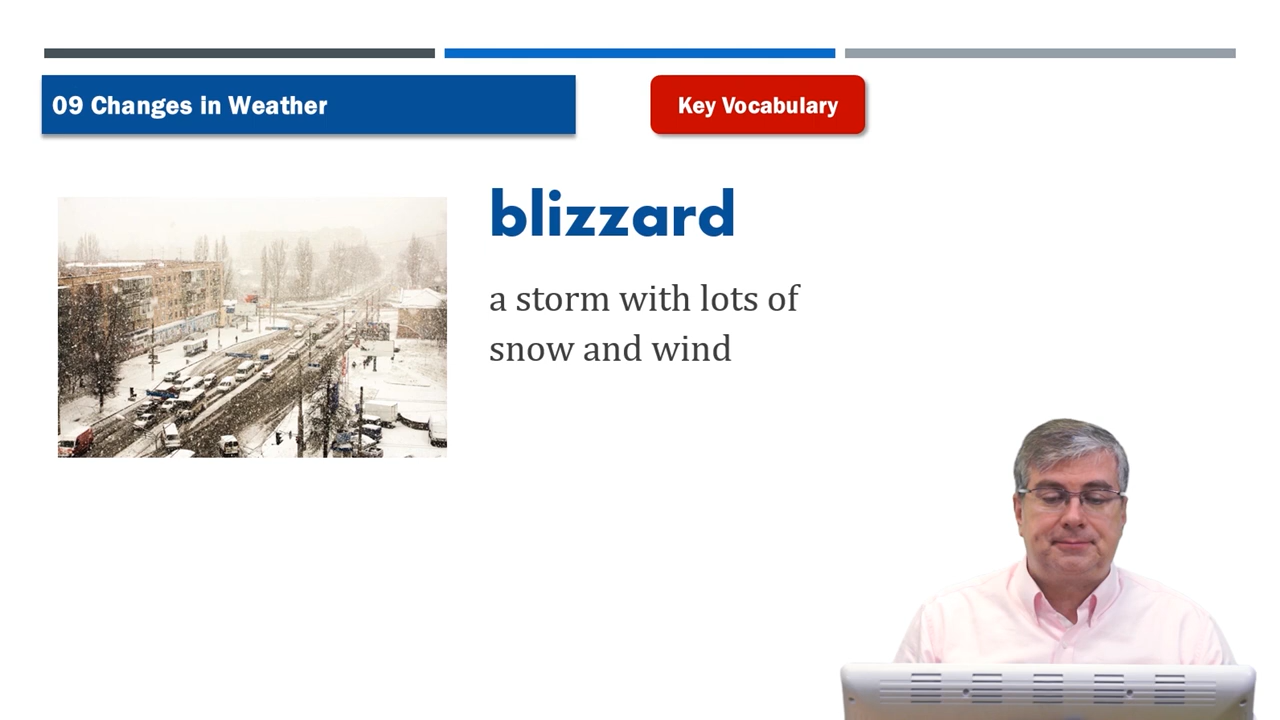 09 Changes in Weather
Key Vocabulary
blizzard
a storm with lots of
snow and wind